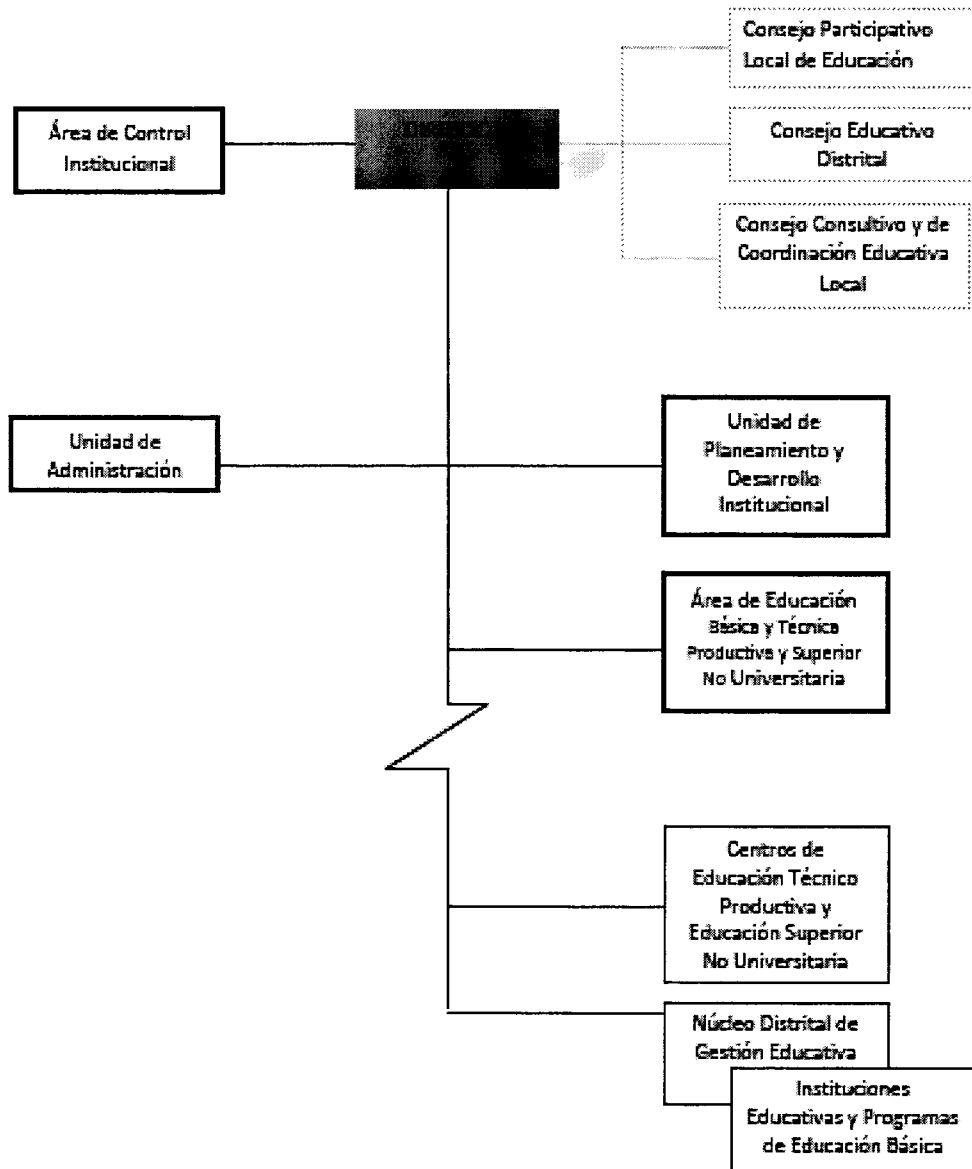 Consejo Participativo
Local de Educación
Área de Control
Institucional
Consejo Educativo
Distrital
Consejo Consultivo y de
Coordinación Educativa
Local
Unidad de
Administración
Unidad de
Planeamiento y
Desarrollo
Institucional
Área de Educación
Básica y Técnica
Productiva y Superior
No Universitaria
Centros de
Educación Técnico
Productiva y
Educación Superior
No Universitaria
Núcleo Distrital de
Gestión Educativa
Instituciones
Educativas y Programas
de Educación Básica